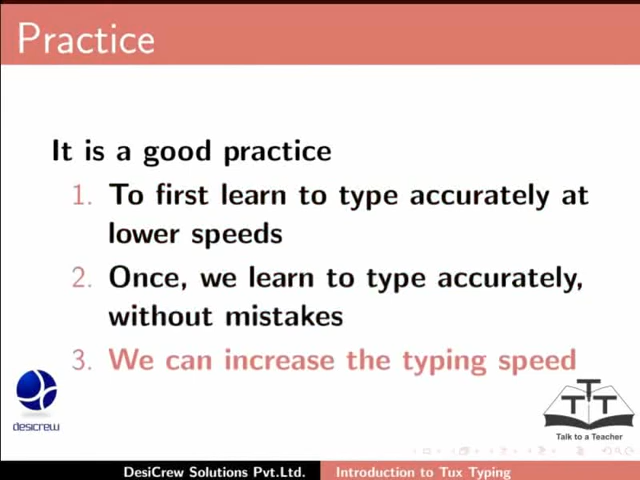 Practice
It is a good practice
1. To first learn to type accurately at
lower speeds
2. Once, we learn to type accurately,
without mistakes
3. We can increase the typing speed
desicrew
TTT
Talk to a Teacher
DesiCrew Solutions Pvt.Ltd. Introduction to Tux Typing